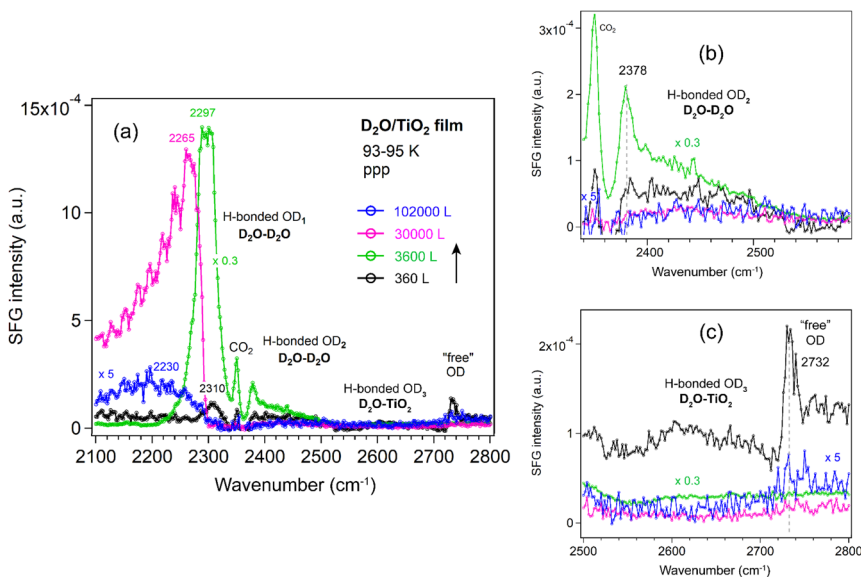 (a)
15x10⁻⁴
10
5
0
SFG intensity (a.u.)
2265
2297
D₂O/TiO₂ film
93-95 K
ppp
102000 L
30000 L
3600 L
360 L
H-bonded OD₁
D₂O-D₂O
x 0.3
CO₂
H-bonded OD₂
D₂O-D₂O
x 5
2230
2310
H-bonded OD₃
D₂O-TiO₂
"free"
OD
2100
2200
2300
2400
2500
2600
2700
2800
Wavenumber (cm⁻¹)
(b)
3x10⁻⁴
2
1
0
SFG intensity (a.u.)
CO₂
2378
H-bonded OD₂
D₂O-D₂O
x 0.3
x 5
2400
2500
Wavenumber (cm⁻¹)
(c)
2x10⁻⁴
1
0
SFG intensity (a.u.)
"free"
OD
2732
H-bonded OD₃
D₂O-TiO₂
x 5
x 0.3
2500
2600
2700
2800
Wavenumber (cm⁻¹)